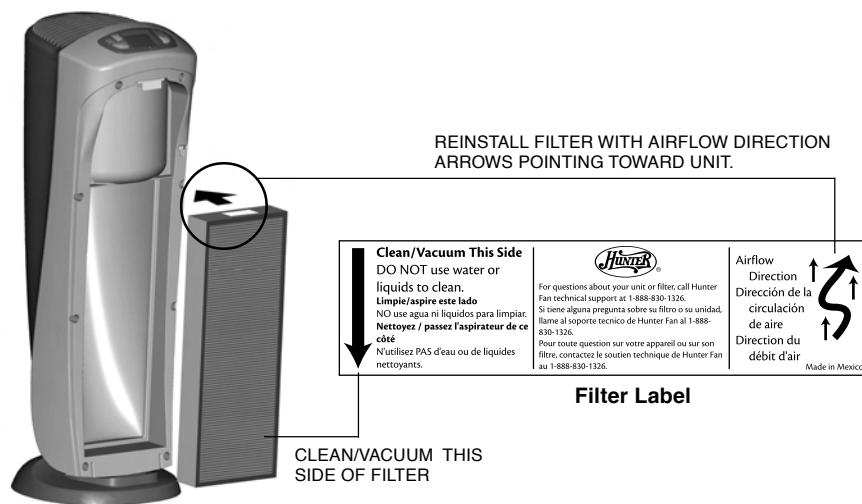 REINSTALL FILTER WITH AIRFLOW DIRECTION
ARROWS POINTING TOWARD UNIT.
Clean/Vacuum This Side
DO NOT use water or
liquids to clean.
Limpie/aspire este lado
NO use agua ni liquidos para limpiar.
Nettoyez / passez l'aspirateur de ce
côté
N'utilisez PAS d'eau ou de liquides
nettoyants.
HUNTER®
For questions about your unit or filter, call Hunter
Fan technical support at 1-888-830-1326.
Si tiene alguna pregunta sobre su filtro o su unidad,
llame al soporte tecnico de Hunter Fan al 1-888-
830-1326.
Pour toute question sur votre appareil ou sur son
filtre, contactez le soutien technique de Hunter Fan
au 1-888-830-1326.
Airflow
Direction
Dirección de la
circulación
de aire
Direction du
débit d'air
Made in Mexico
Filter Label
CLEAN/VACUUM THIS
SIDE OF FILTER